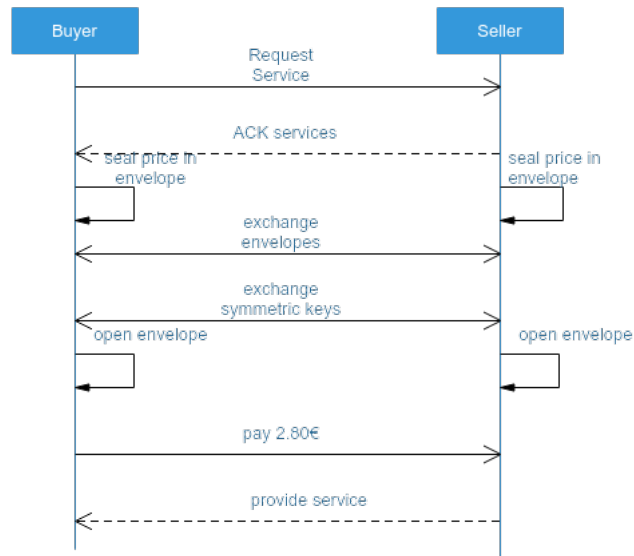 Buyer
Seller
Request
Service
ACK services
seal price in
envelope
seal price in
envelope
exchange
envelopes
exchange
symmetric keys
open envelope
open envelope
pay 2.80€
provide service